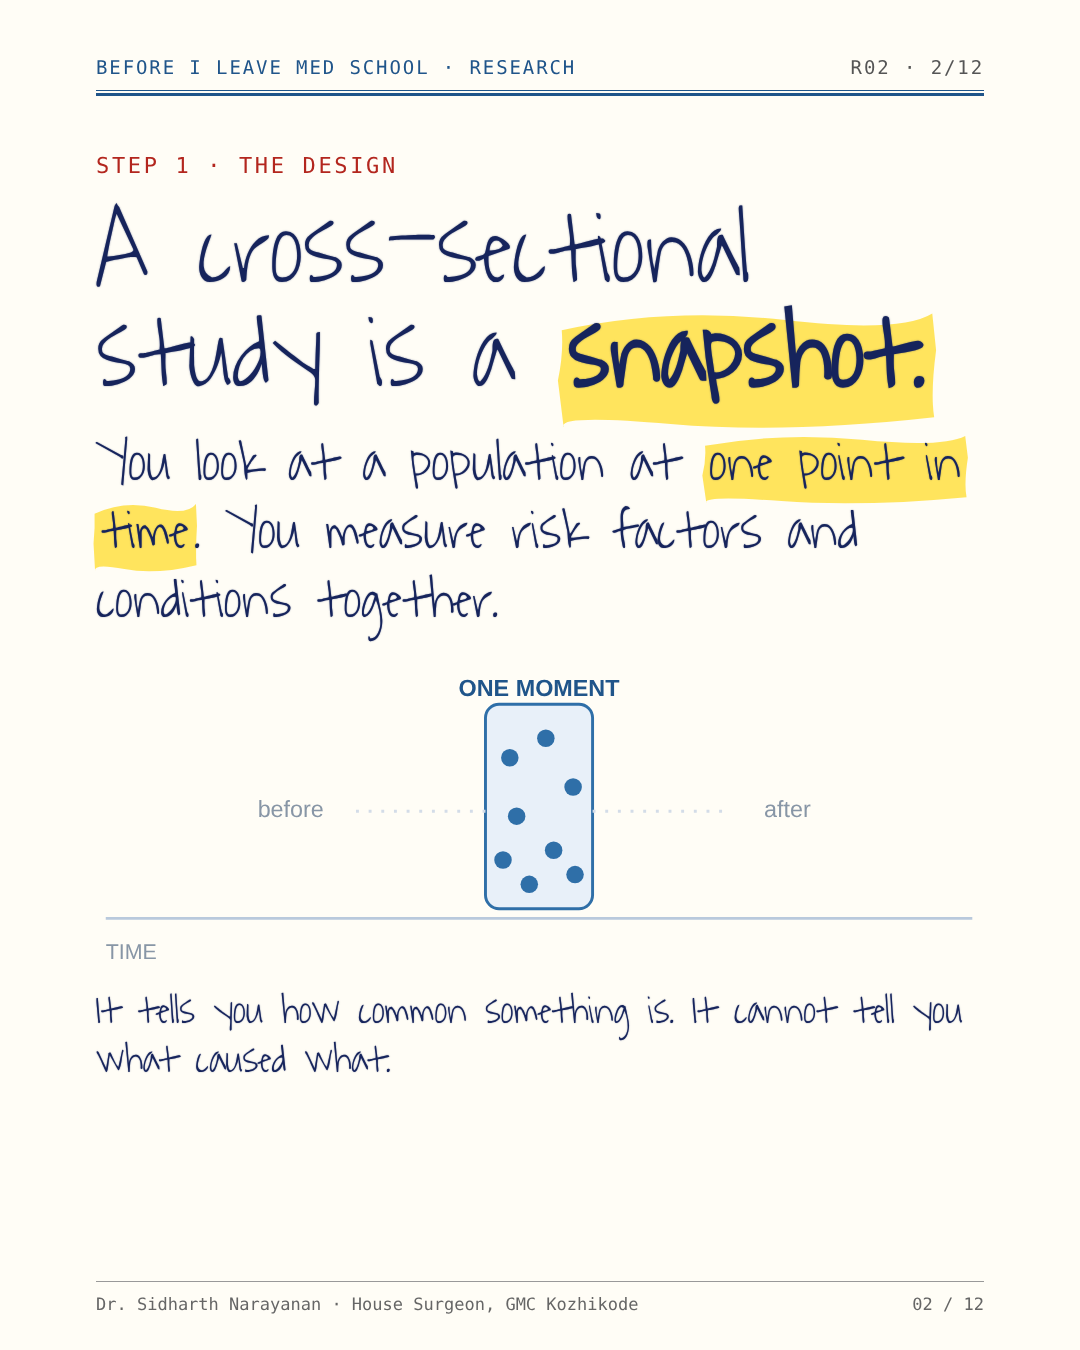 BEFORE I LEAVE MED SCHOOL · RESEARCH
R02 · 2/12
STEP 1 · THE DESIGN
A cross-sectional
study is a snapshot.
You look at a population at one point in
time. You measure risk factors and
conditions together.
ONE MOMENT
before
after
TIME
It tells you how common something is. It cannot tell you
what caused what.
Dr. Sidharth Narayanan · House Surgeon, GMC Kozhikode
02 / 12